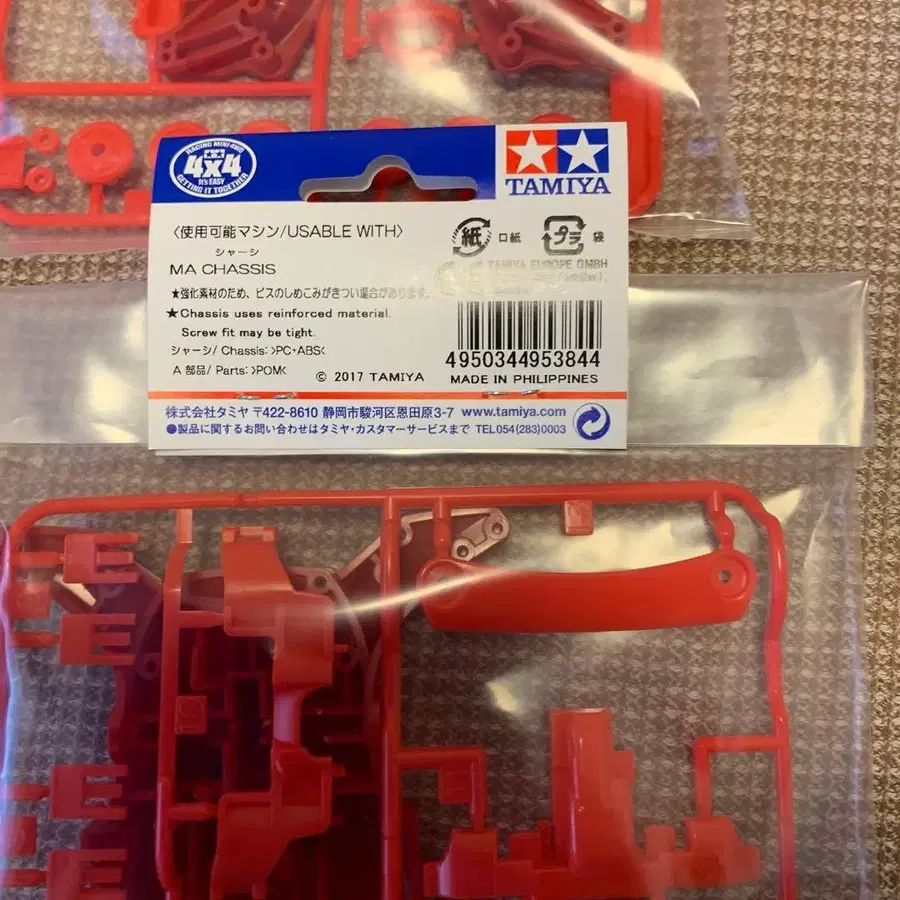 RACING MINI 4WD
4x4
It's EASY
GETTING IT TOGETHER
TAMIYA
〈使用可能マシン/USABLE WITH〉
シャーシ
MA CHASSIS
★強化素材のため、ビスのしめこみがきつい場合があります。
★Chassis uses reinforced material.
Screw fit may be tight.
シャーシ/ Chassis: >PC+ABS<
A 部品/ Parts: >POM<
© 2017 TAMIYA
紙 口紙
プラ 袋
CE
TAMIYA EUROPE GMBH
4950344953844
MADE IN PHILIPPINES
株式会社タミヤ 〒422-8610 静岡市駿河区恩田原3-7 www.tamiya.com
●製品に関するお問い合わせはタミヤ・カスタマーサービスまで TEL054(283)0003